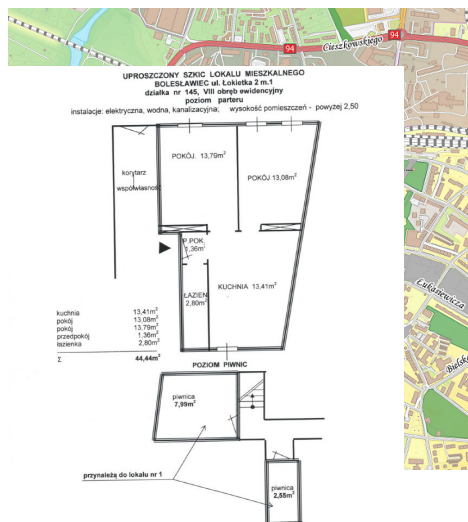 94
Cieszkowskiego
94
UPROSZCZONY SZKIC LOKALU MIESZKALNEGO
BOLESŁAWIEC ul. Łokietka 2 m.1
działka nr 145, VIII obręb ewidencyjny
poziom parteru
instalacje: elektryczna, wodna, kanalizacyjna; wysokość pomieszczeń - powyżej 2,50
POKÓJ. 13,79m²
POKÓJ 13,08m²
korytarz
współwłasność
P.POK.
1,36m²
ŁAZIEN
2,80m²
KUCHNIA 13,41m²
kuchnia 13,41m²
pokój 13,08m²
pokój 13,79m²
przedpokój 1,36m²
łazienka 2,80m²
Σ 44,44m²
POZIOM PIWNIC
piwnica
7,99m²
przynależą do lokalu nr 1
piwnica
2,55m²
Łukasiewicza
Bielsk